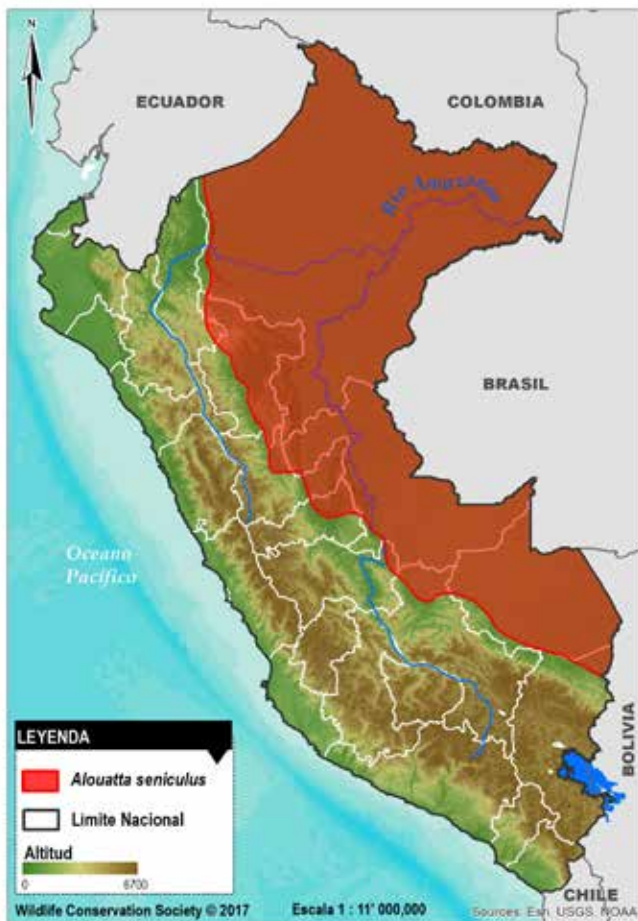 N
ECUADOR
COLOMBIA
Río Amazonas
BRASIL
Oceano
Pacífico
BOLIVIA
LEYENDA
Alouatta seniculus
Limite Nacional
Altitud
0 6700
CHILE
Wildlife Conservation Society © 2017 Escala 1 : 11' 000,000 Sources: Esri, USGS, NOAA